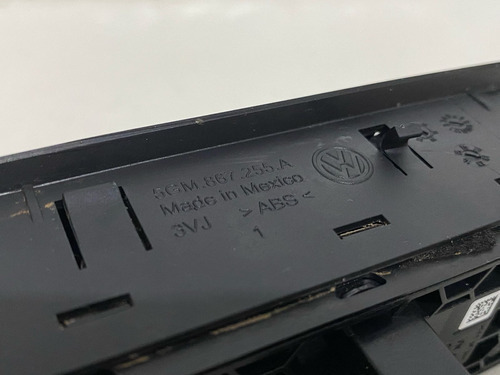 5GM.867.255.A
Made in Mexico
3VJ >ABS<
1